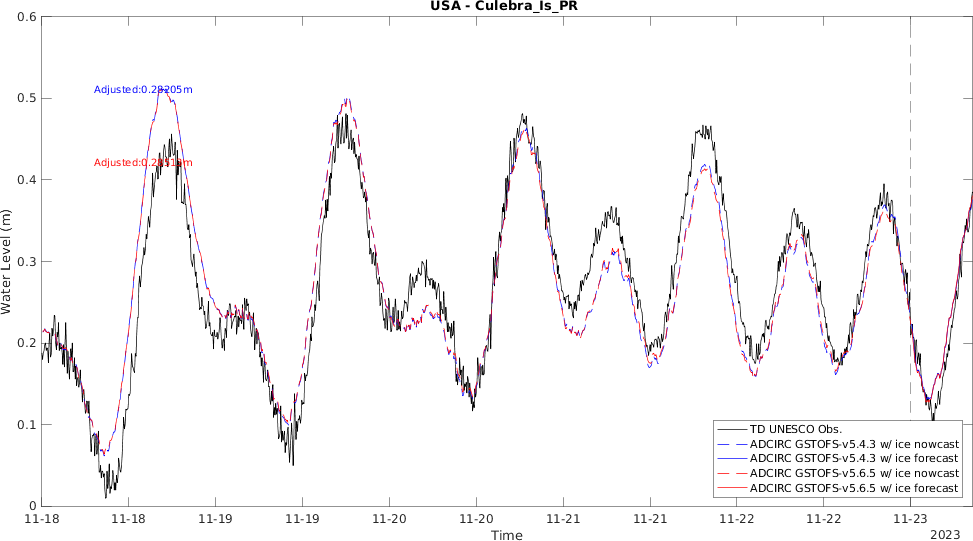 USA - Culebra_Is_PR
0.6
0.5
0.4
0.3
0.2
0.1
0
Water Level (m)
Adjusted:0.28205m
TD UNESCO Obs.
ADCIRC GSTOFS-v5.4.3 w/ ice nowcast
ADCIRC GSTOFS-v5.4.3 w/ ice forecast
ADCIRC GSTOFS-v5.6.5 w/ ice nowcast
ADCIRC GSTOFS-v5.6.5 w/ ice forecast
11-18 11-18 11-19 11-19 11-20 11-20 11-21 11-21 11-22 11-22 11-23
Time
2023